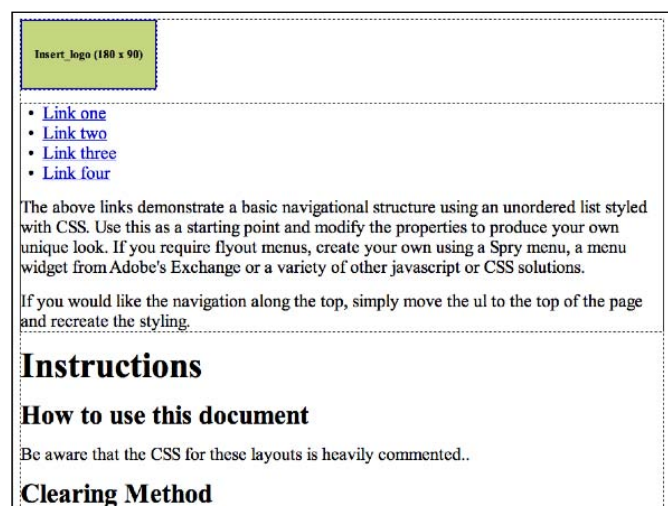 Insert_logo (180 x 90)
• Link one
• Link two
• Link three
• Link four
The above links demonstrate a basic navigational structure using an unordered list styled
with CSS. Use this as a starting point and modify the properties to produce your own
unique look. If you require flyout menus, create your own using a Spry menu, a menu
widget from Adobe's Exchange or a variety of other javascript or CSS solutions.
If you would like the navigation along the top, simply move the ul to the top of the page
and recreate the styling.
Instructions
How to use this document
Be aware that the CSS for these layouts is heavily commented..
Clearing Method